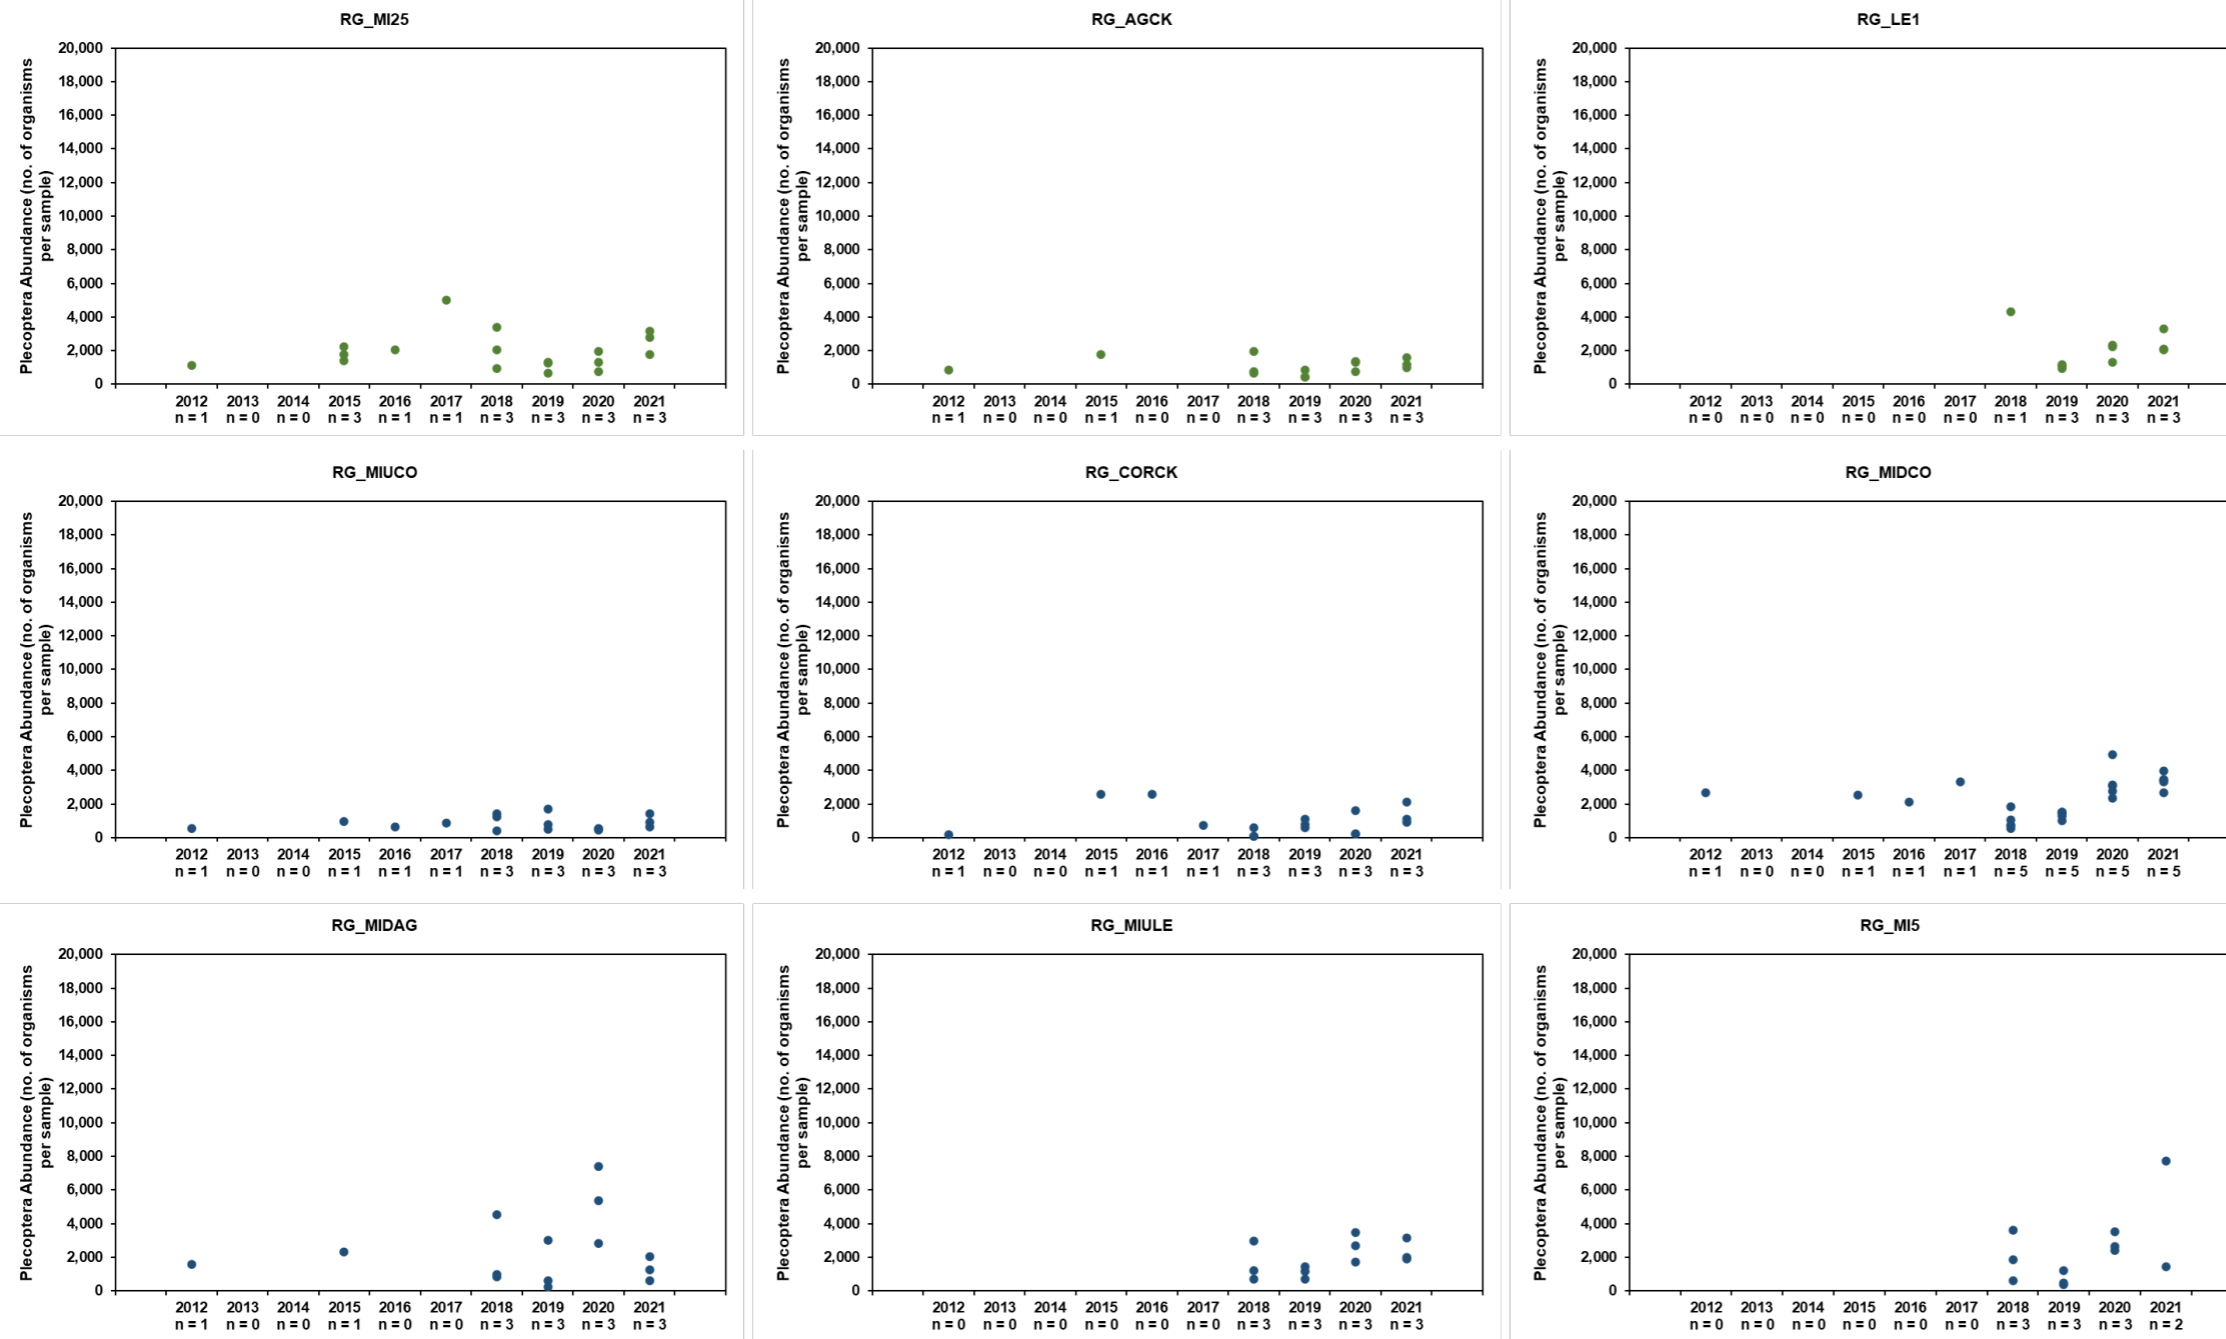 RG_MI25
Plecoptera Abundance (no. of organisms
per sample)
20,000
18,000
16,000
14,000
12,000
10,000
8,000
6,000
4,000
2,000
0
2012 2013 2014 2015 2016 2017 2018 2019 2020 2021
n = 1 n = 0 n = 0 n = 3 n = 1 n = 1 n = 3 n = 3 n = 3 n = 3
RG_AGCK
Plecoptera Abundance (no. of organisms
per sample)
20,000
18,000
16,000
14,000
12,000
10,000
8,000
6,000
4,000
2,000
0
2012 2013 2014 2015 2016 2017 2018 2019 2020 2021
n = 1 n = 0 n = 0 n = 1 n = 0 n = 0 n = 3 n = 3 n = 3 n = 3
RG_LE1
Plecoptera Abundance (no. of organisms
per sample)
20,000
18,000
16,000
14,000
12,000
10,000
8,000
6,000
4,000
2,000
0
2012 2013 2014 2015 2016 2017 2018 2019 2020 2021
n = 0 n = 0 n = 0 n = 0 n = 0 n = 0 n = 1 n = 3 n = 3 n = 3
RG_MIUCO
Plecoptera Abundance (no. of organisms
per sample)
20,000
18,000
16,000
14,000
12,000
10,000
8,000
6,000
4,000
2,000
0
2012 2013 2014 2015 2016 2017 2018 2019 2020 2021
n = 1 n = 0 n = 0 n = 1 n = 1 n = 1 n = 3 n = 3 n = 3 n = 3
RG_CORCK
Plecoptera Abundance (no. of organisms
per sample)
20,000
18,000
16,000
14,000
12,000
10,000
8,000
6,000
4,000
2,000
0
2012 2013 2014 2015 2016 2017 2018 2019 2020 2021
n = 1 n = 0 n = 0 n = 1 n = 1 n = 1 n = 3 n = 3 n = 3 n = 3
RG_MIDCO
Plecoptera Abundance (no. of organisms
per sample)
20,000
18,000
16,000
14,000
12,000
10,000
8,000
6,000
4,000
2,000
0
2012 2013 2014 2015 2016 2017 2018 2019 2020 2021
n = 1 n = 0 n = 0 n = 1 n = 1 n = 1 n = 5 n = 5 n = 5 n = 5
RG_MIDAG
Plecoptera Abundance (no. of organisms
per sample)
20,000
18,000
16,000
14,000
12,000
10,000
8,000
6,000
4,000
2,000
0
2012 2013 2014 2015 2016 2017 2018 2019 2020 2021
n = 1 n = 0 n = 0 n = 1 n = 0 n = 0 n = 3 n = 3 n = 3 n = 3
RG_MIULE
Plecoptera Abundance (no. of organisms
per sample)
20,000
18,000
16,000
14,000
12,000
10,000
8,000
6,000
4,000
2,000
0
2012 2013 2014 2015 2016 2017 2018 2019 2020 2021
n = 0 n = 0 n = 0 n = 0 n = 0 n = 0 n = 3 n = 3 n = 3 n = 3
RG_MI5
Plecoptera Abundance (no. of organisms
per sample)
20,000
18,000
16,000
14,000
12,000
10,000
8,000
6,000
4,000
2,000
0
2012 2013 2014 2015 2016 2017 2018 2019 2020 2021
n = 0 n = 0 n = 0 n = 0 n = 0 n = 0 n = 3 n = 3 n = 3 n = 2